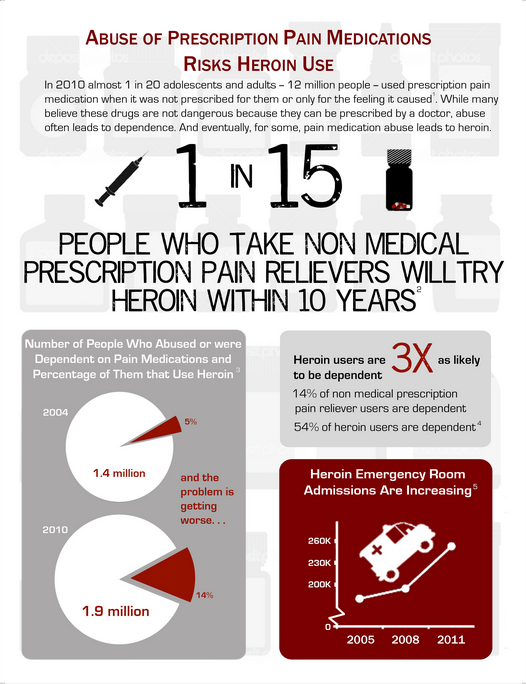 ABUSE OF PRESCRIPTION PAIN MEDICATIONS
RISKS HEROIN USE
In 2010 almost 1 in 20 adolescents and adults – 12 million people – used prescription pain
medication when it was not prescribed for them or only for the feeling it caused1. While many
believe these drugs are not dangerous because they can be prescribed by a doctor, abuse
often leads to dependence. And eventually, for some, pain medication abuse leads to heroin.
1 IN 15
PEOPLE WHO TAKE NON MEDICAL
PRESCRIPTION PAIN RELIEVERS WILL TRY
HEROIN WITHIN 10 YEARS2
Number of People Who Abused or were
Dependent on Pain Medications and
Percentage of Them that Use Heroin3
2004
5%
1.4 million
and the
problem is
getting
worse. . .
2010
14%
1.9 million
Heroin users are 3X as likely
to be dependent
14% of non medical prescription
pain reliever users are dependent
54% of heroin users are dependent4
Heroin Emergency Room
Admissions Are Increasing5
260K
230K
200K
0
2005 2008 2011